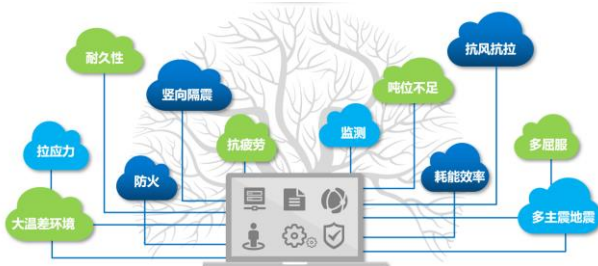 抗风抗拉
耐久性
吨位不足
竖向隔震
监测
抗疲劳
多屈服
拉应力
耗能效率
防火
多主震地震
大温差环境